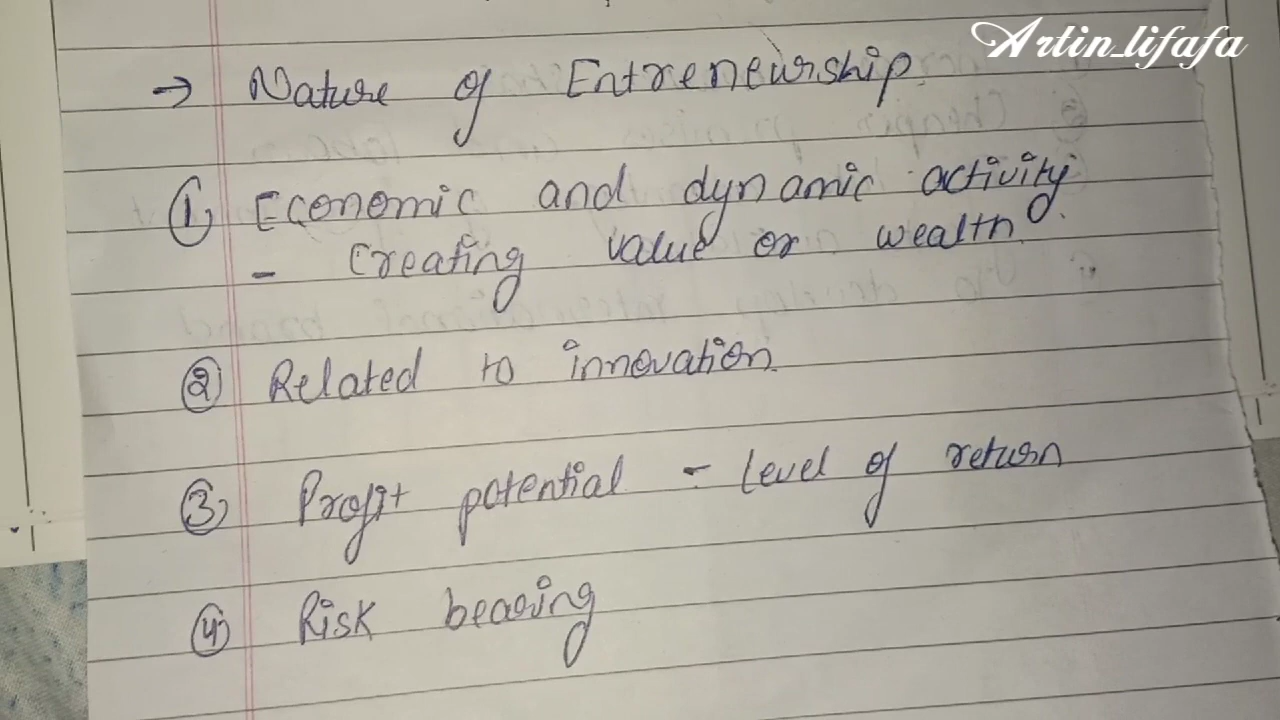 Artin_lifafa
→ Nature of Entreneurship.
① Economic and dynamic activity.
- Creating value or wealth
② Related to innovation.
③ Profit potential - level of return
④ Risk bearing